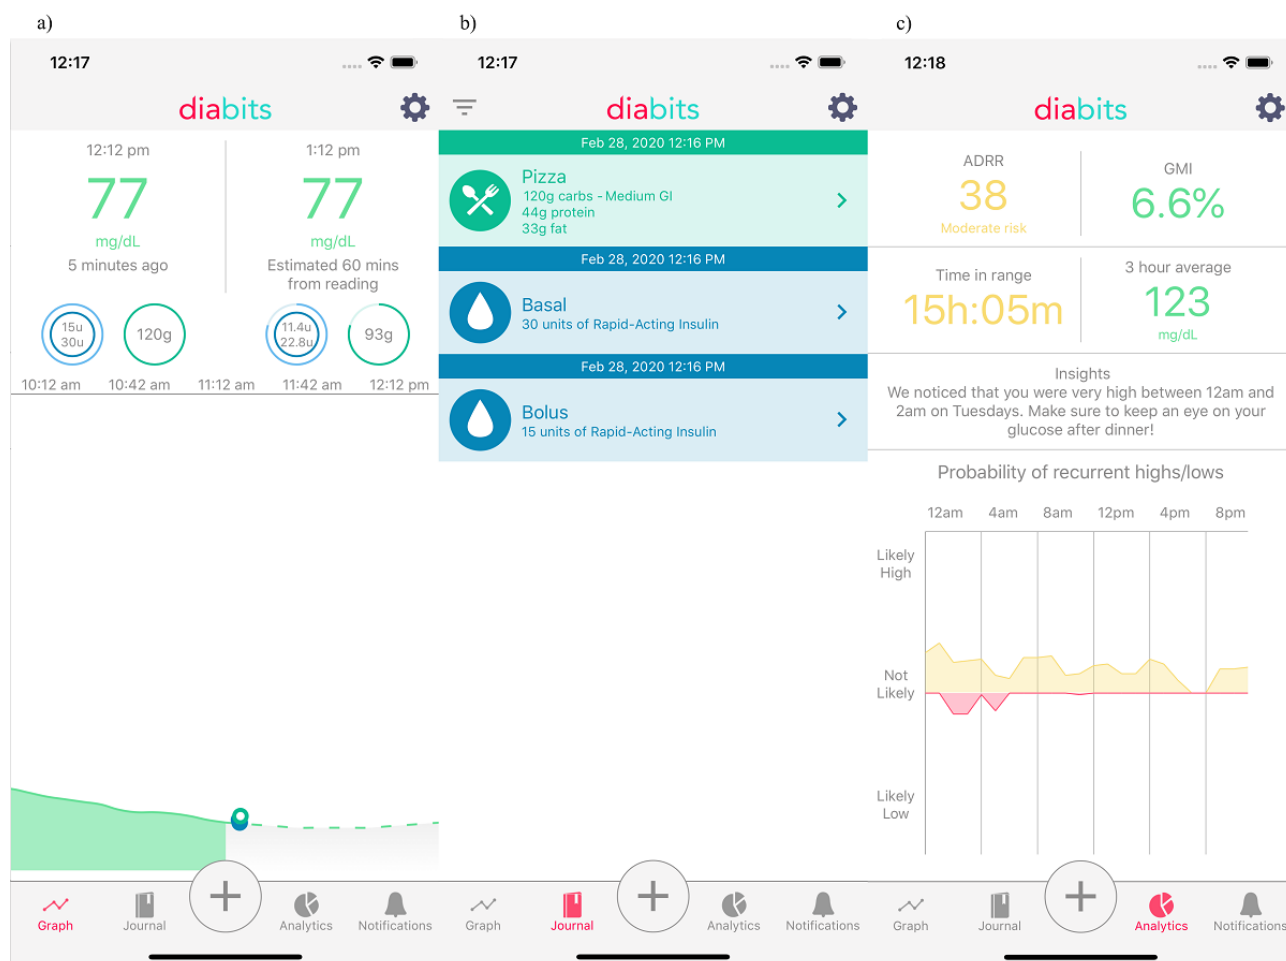 a)
12:17
diabits
12:12 pm
77
mg/dL
5 minutes ago
1:12 pm
77
mg/dL
Estimated 60 mins
from reading
15u
30u
120g
11.4u
22.8u
93g
10:12 am 10:42 am 11:12 am 11:42 am 12:12 pm
Graph Journal Analytics Notifications
b)
12:17
diabits
Feb 28, 2020 12:16 PM
Pizza
120g carbs - Medium GI
44g protein
33g fat
Feb 28, 2020 12:16 PM
Basal
30 units of Rapid-Acting Insulin
Feb 28, 2020 12:16 PM
Bolus
15 units of Rapid-Acting Insulin
Graph Journal Analytics Notifications
c)
12:18
diabits
ADRR
38
Moderate risk
GMI
6.6%
Time in range
15h:05m
3 hour average
123
mg/dL
Insights
We noticed that you were very high between 12am and
2am on Tuesdays. Make sure to keep an eye on your
glucose after dinner!
Probability of recurrent highs/lows
12am 4am 8am 12pm 4pm 8pm
Likely
High
Not
Likely
Likely
Low
Graph Journal Analytics Notifications